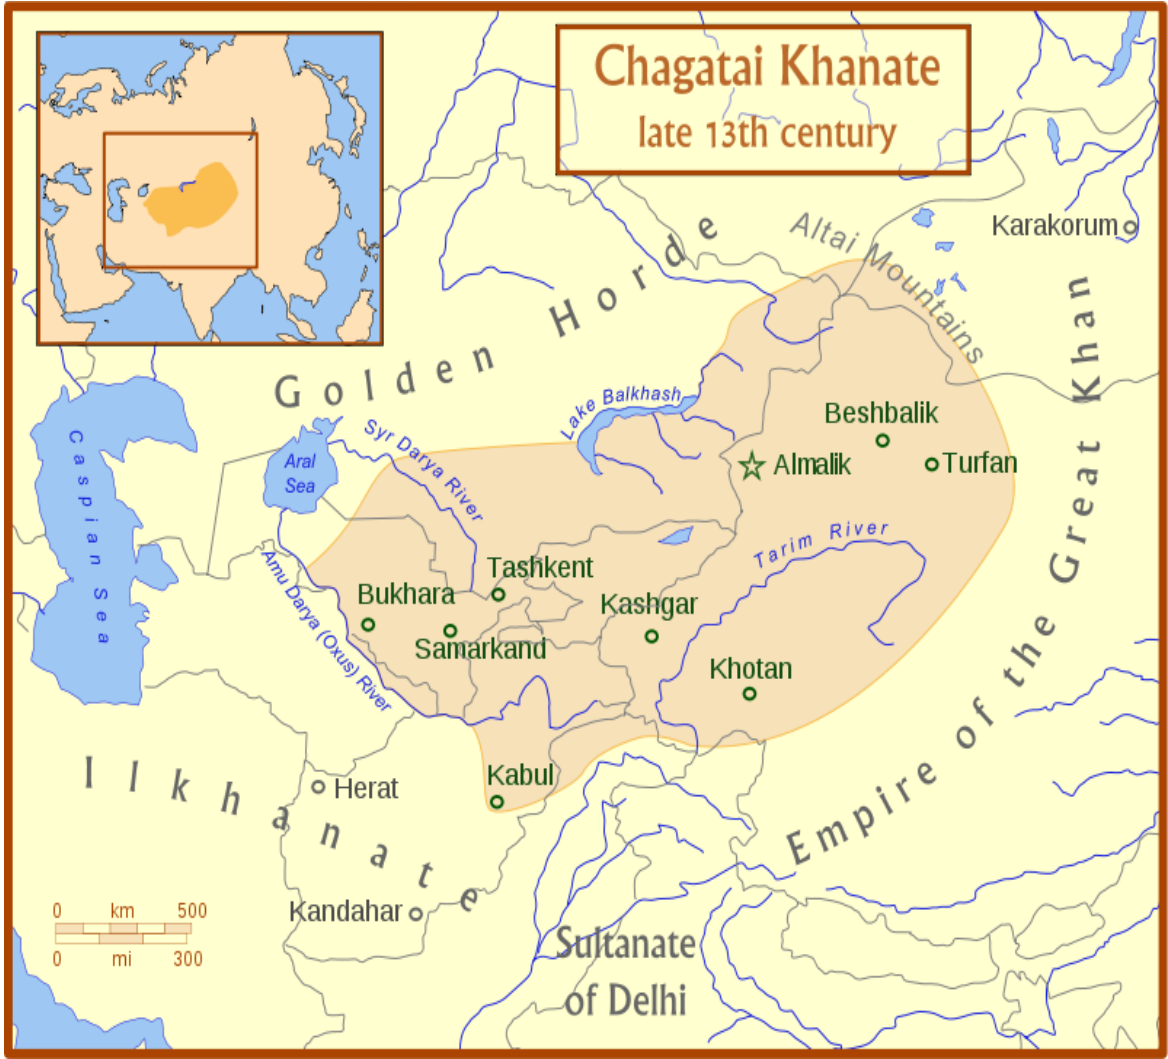 Chagatai Khanate
late 13th century
Altai Mountains
Karakorum
Golden Horde
Empire of the Great Khan
Lake Balkhash
Beshbalik
Almalik
Turfan
Syr Darya River
Aral
Sea
Caspian Sea
Tarim River
Amu Darya (Oxus) River
Tashkent
Bukhara
Kashgar
Samarkand
Khotan
Kabul
Ilkhanate
Herat
Kandahar
0 km 500
0 mi 300
Sultanate
of Delhi